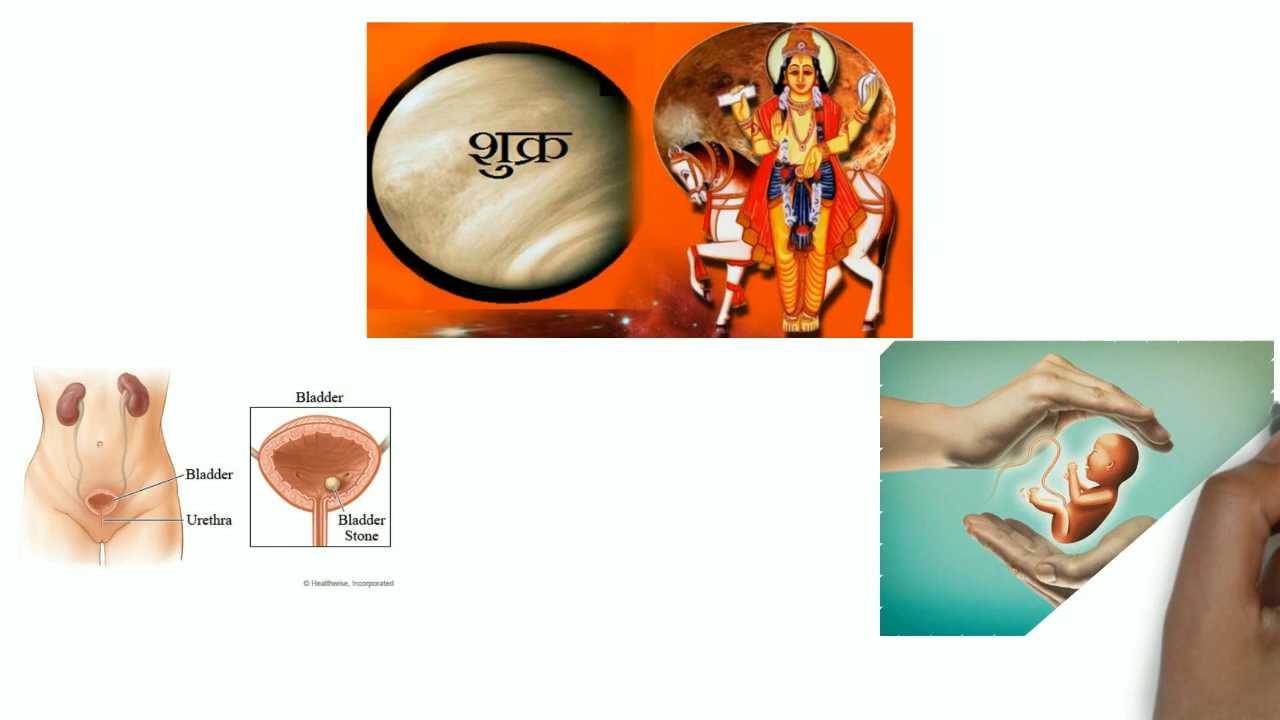 शुक्र
Bladder
Bladder
Urethra
Bladder
Stone
© Healthwise, Incorporated